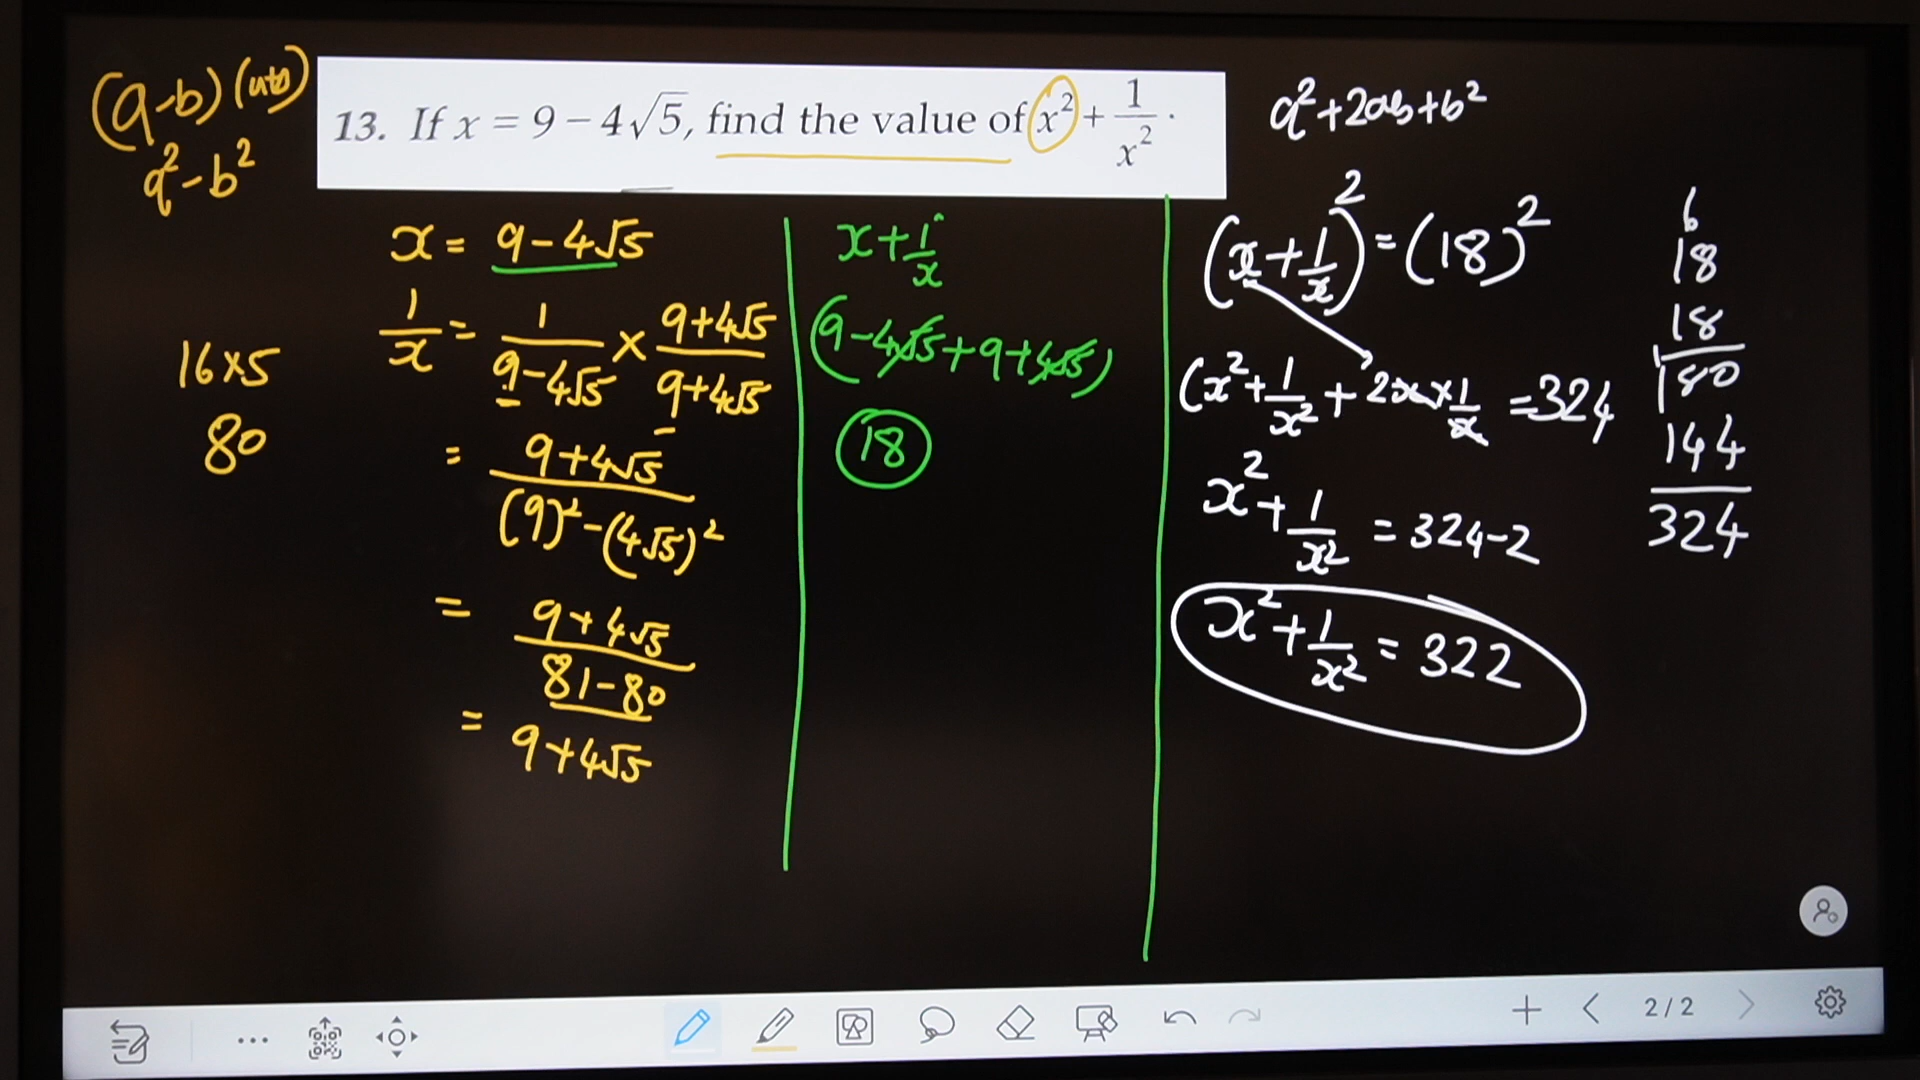 (a-b)(a+b)
a²-b²
13. If x = 9 – 4√5, find the value of x² + 1/x² .
16×5
80
x = 9-4√5
1/x = 1/(9-4√5) × (9+4√5)/(9+4√5)
= (9+4√5)/((9)²-(4√5)²)
= (9+4√5)/(81-80)
= 9+4√5
x+1/x
(9-4√5+9+4√5)
18
a²+2ab+b²
(x+1/x)² = (18)²
(x²+1/x²+2x×1/x =324
x²+1/x² = 324-2
x²+1/x² = 322
6
18
18
1
180
144
324
2/2